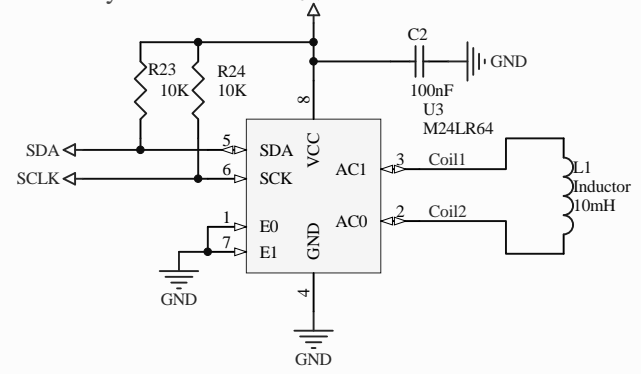 C2
GND
R23
10K
R24
10K
100nF
U3
M24LR64
8
VCC
SDA
5
SDA
SCLK
6
SCK
AC1
3
Coil1
L1
Inductor
10mH
1
E0
AC0
2
Coil2
7
E1
GND
GND
4
GND